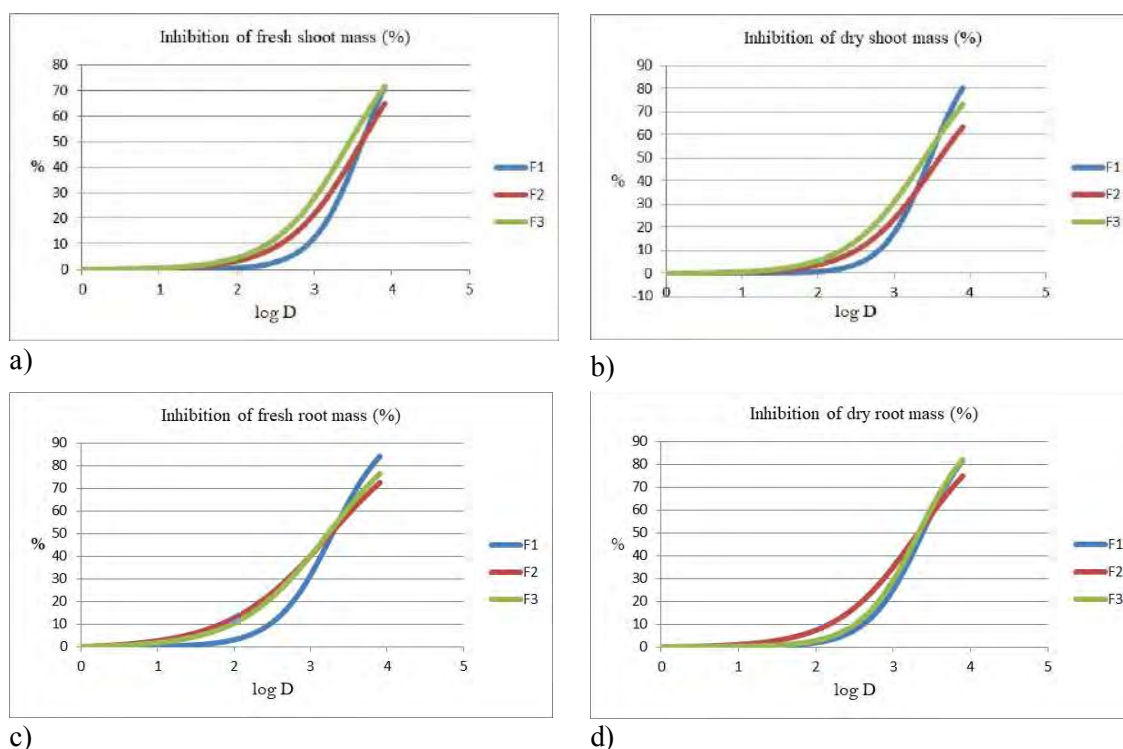 Inhibition of fresh shoot mass (%)
80
70
60
50
40
30
20
10
0
%
0 1 2 3 4 5
log D
F1
F2
F3
a)
Inhibition of dry shoot mass (%)
90
80
70
60
50
40
30
20
10
0
-10
%
0 1 2 3 4 5
log D
F1
F2
F3
b)
Inhibition of fresh root mass (%)
90
80
70
60
50
40
30
20
10
0
%
0 1 2 3 4 5
log D
F1
F2
F3
c)
Inhibition of dry root mass (%)
90
80
70
60
50
40
30
20
10
0
%
0 1 2 3 4 5
log D
F1
F2
F3
d)